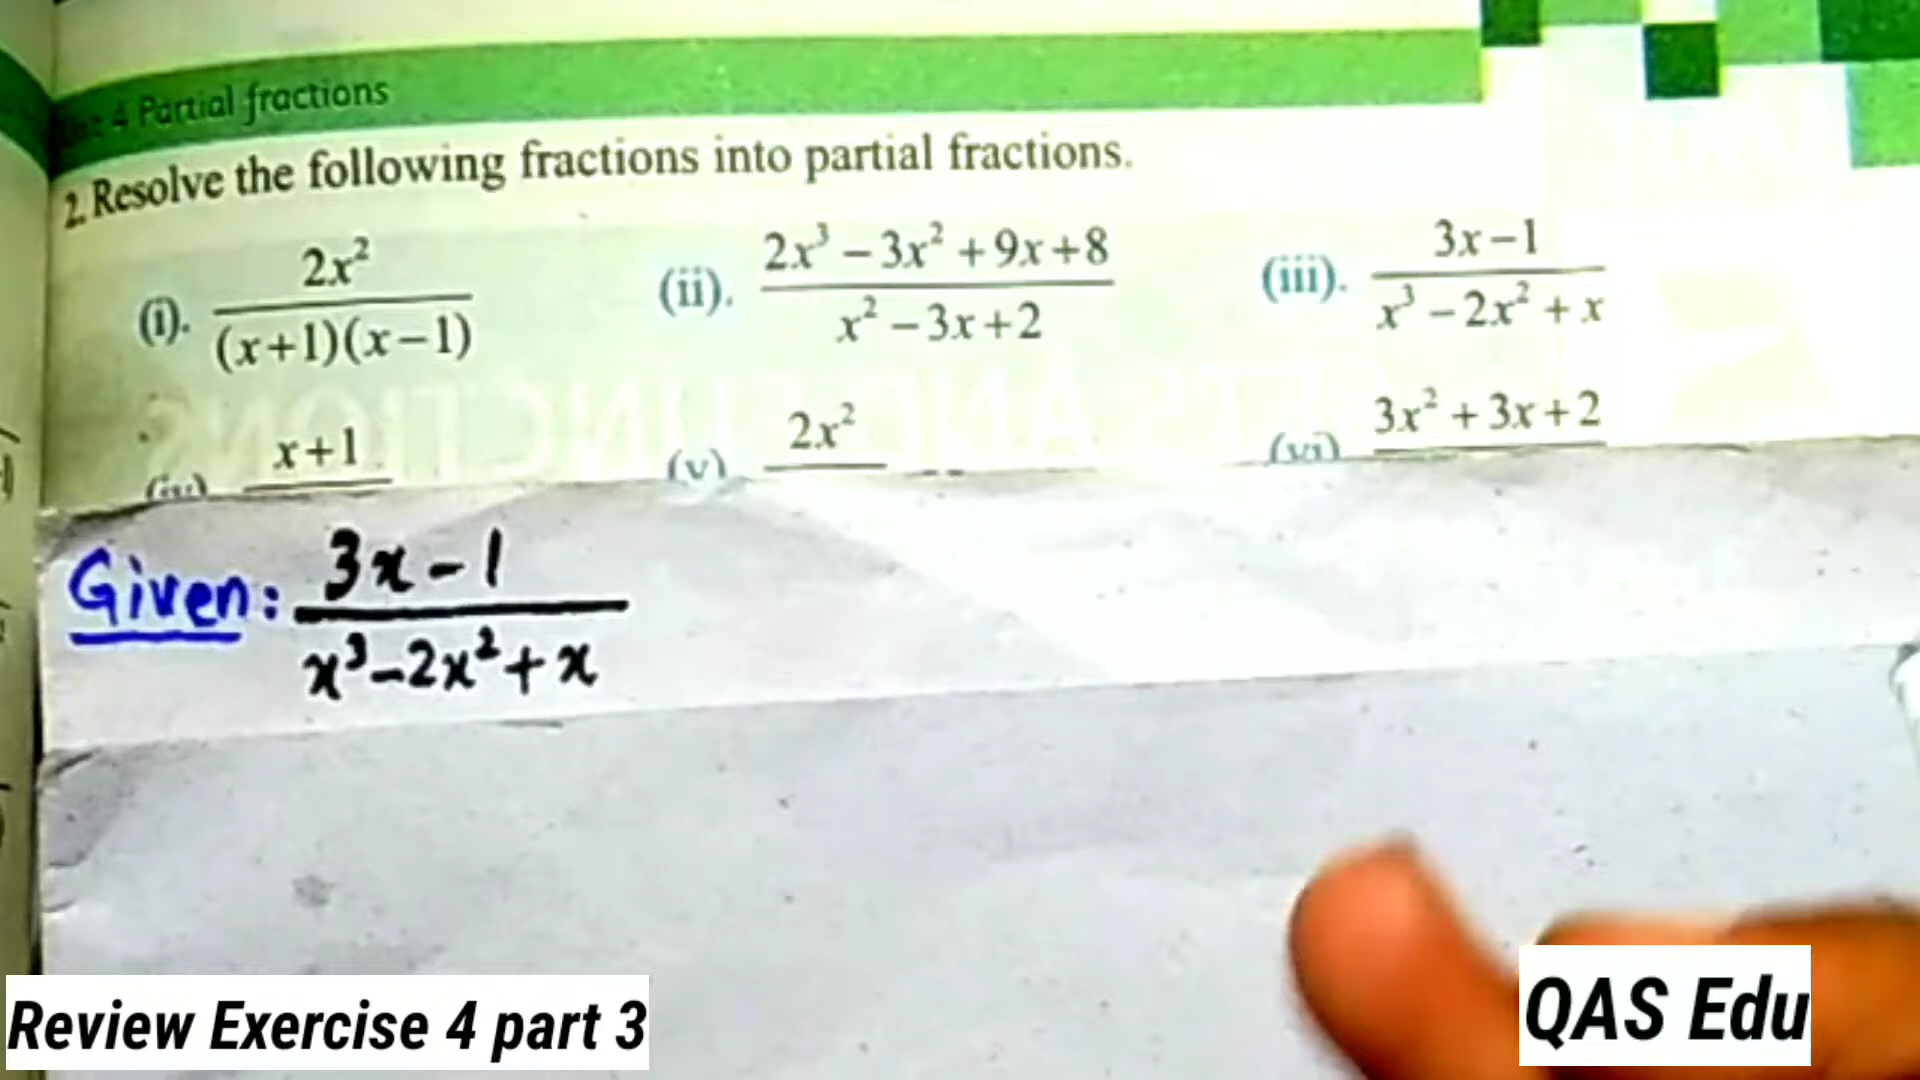 4 Partial fractions
2. Resolve the following fractions into partial fractions.
(i). 2x² / (x+1)(x−1) (ii). 2x³ − 3x² + 9x + 8 / x² − 3x + 2 (iii). 3x − 1 / x³ − 2x² + x
(iv) x+1 (v) 2x² (vi) 3x² + 3x + 2
Given: 3x − 1 / x³ − 2x² + x
Review Exercise 4 part 3
QAS Edu